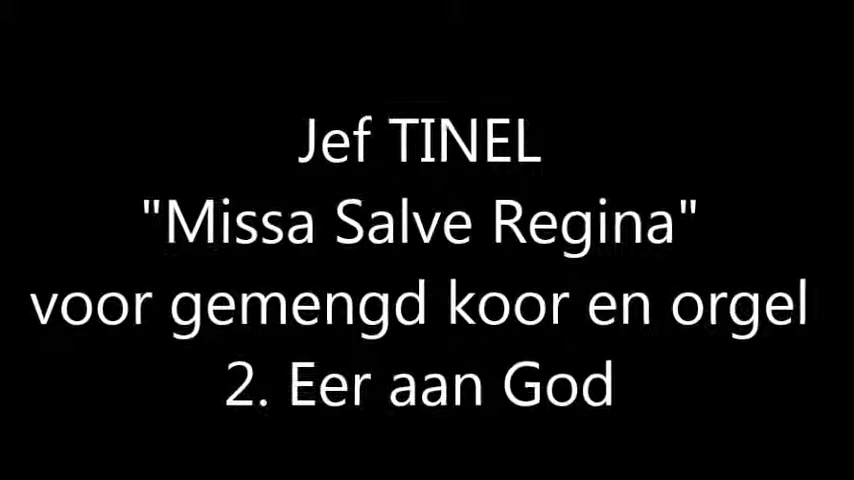 Jef TINEL
"Missa Salve Regina"
voor gemengd koor en orgel
2. Eer aan God